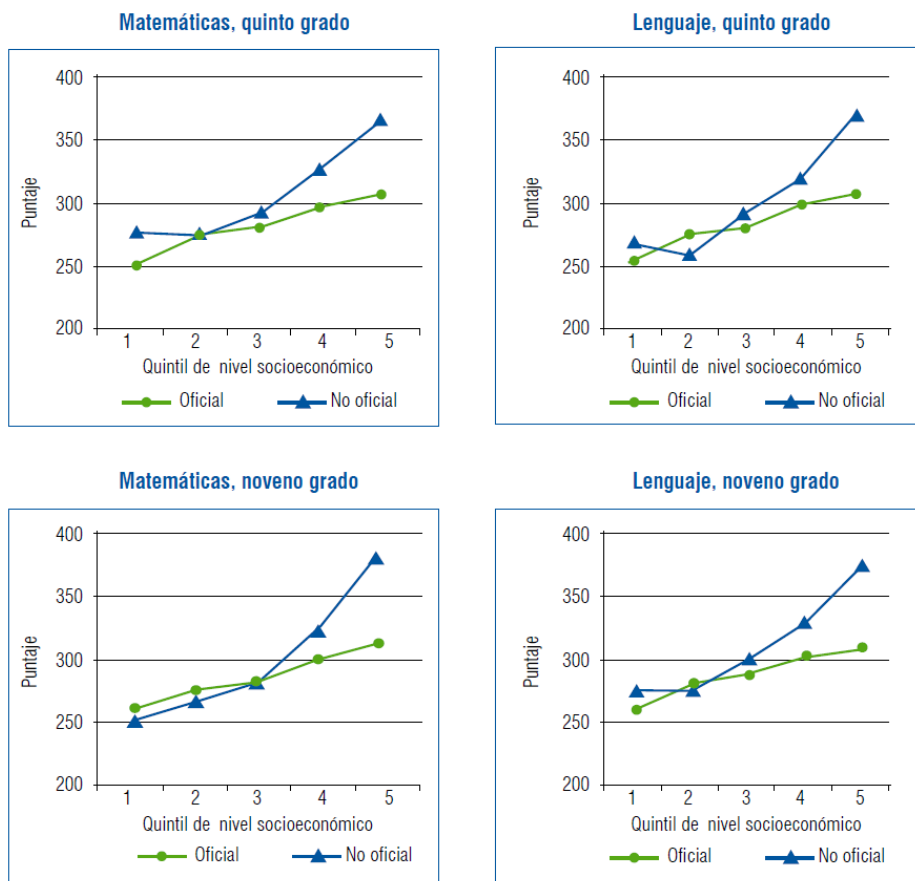 Matemáticas, quinto grado
400
350
300
250
200
Puntaje
1 2 3 4 5
Quintil de nivel socioeconómico
Oficial No oficial
Lenguaje, quinto grado
400
350
300
250
200
Puntaje
1 2 3 4 5
Quintil de nivel socioeconómico
Oficial No oficial
Matemáticas, noveno grado
400
350
300
250
200
Puntaje
1 2 3 4 5
Quintil de nivel socioeconómico
Oficial No oficial
Lenguaje, noveno grado
400
350
300
250
200
Puntaje
1 2 3 4 5
Quintil de nivel socioeconómico
Oficial No oficial